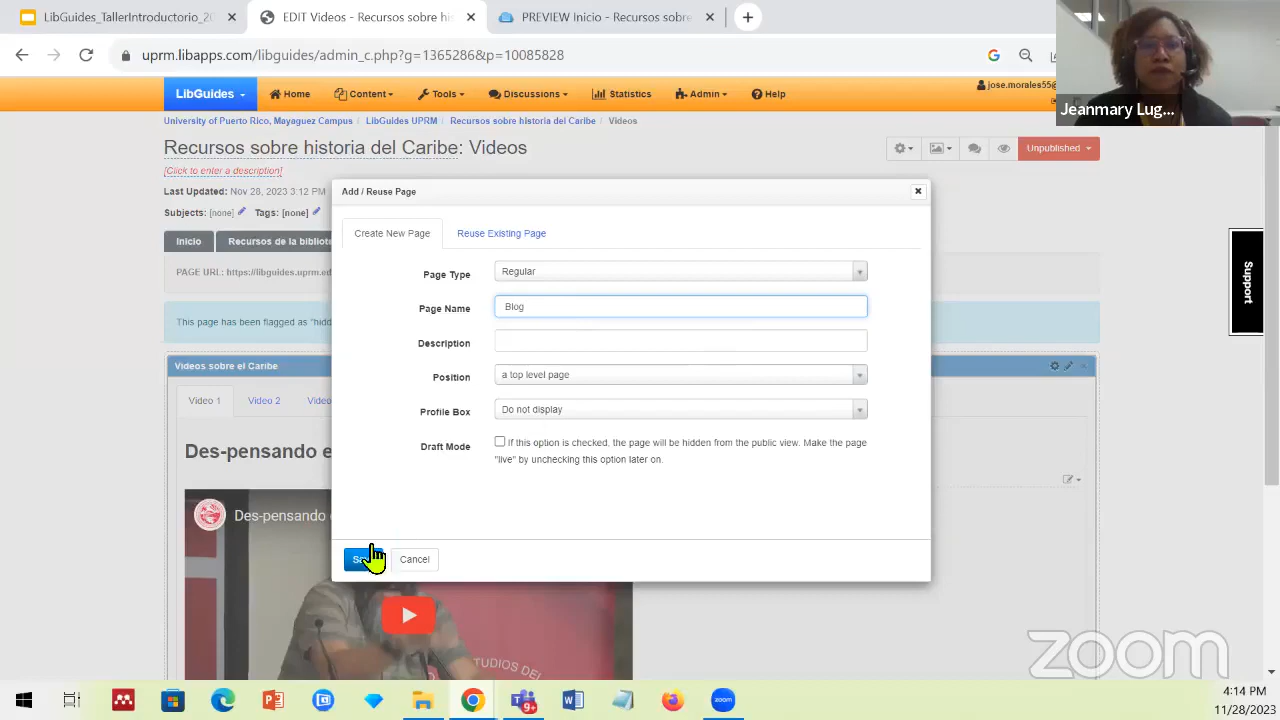 LibGuides_TallerIntroductorio_20
EDIT Videos - Recursos sobre his
PREVIEW Inicio - Recursos sobre
uprm.libapps.com/libguides/admin_c.php?g=1365286&p=10085828
LibGuides
Home
Content
Tools
Discussions
Statistics
Admin
Help
jose.morales55@
Jeanmary Lug...
University of Puerto Rico, Mayaguez Campus
LibGuides UPRM
Recursos sobre historia del Caribe
Videos
Recursos sobre historia del Caribe: Videos
Unpublished
[Click to enter a description]
Last Updated: Nov 28, 2023 3:12 PM
Subjects: [none] Tags: [none]
Inicio
Recursos de la bibliote
PAGE URL: https://libguides.uprm.ed
This page has been flagged as "hidd
Videos sobre el Caribe
Video 1
Video 2
Video
Des-pensando e
Des-pensando
Add / Reuse Page
Create New Page
Reuse Existing Page
Page Type
Regular
Page Name
Blog
Description
Position
a top level page
Profile Box
Do not display
Draft Mode
If this option is checked, the page will be hidden from the public view. Make the page
"live" by unchecking this option later on.
Cancel
Support
TUDIOS DEL
zoom
9+
zoom
4:14 PM
11/28/2023